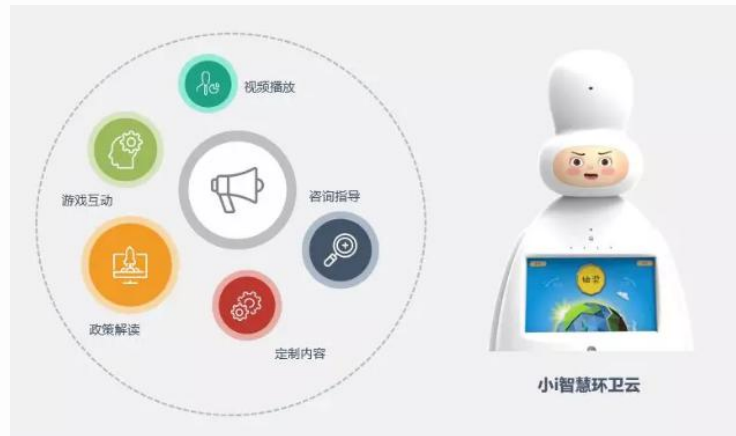 视频播放
游戏互动
咨询指导
政策解读
定制内容
小i智慧环卫云